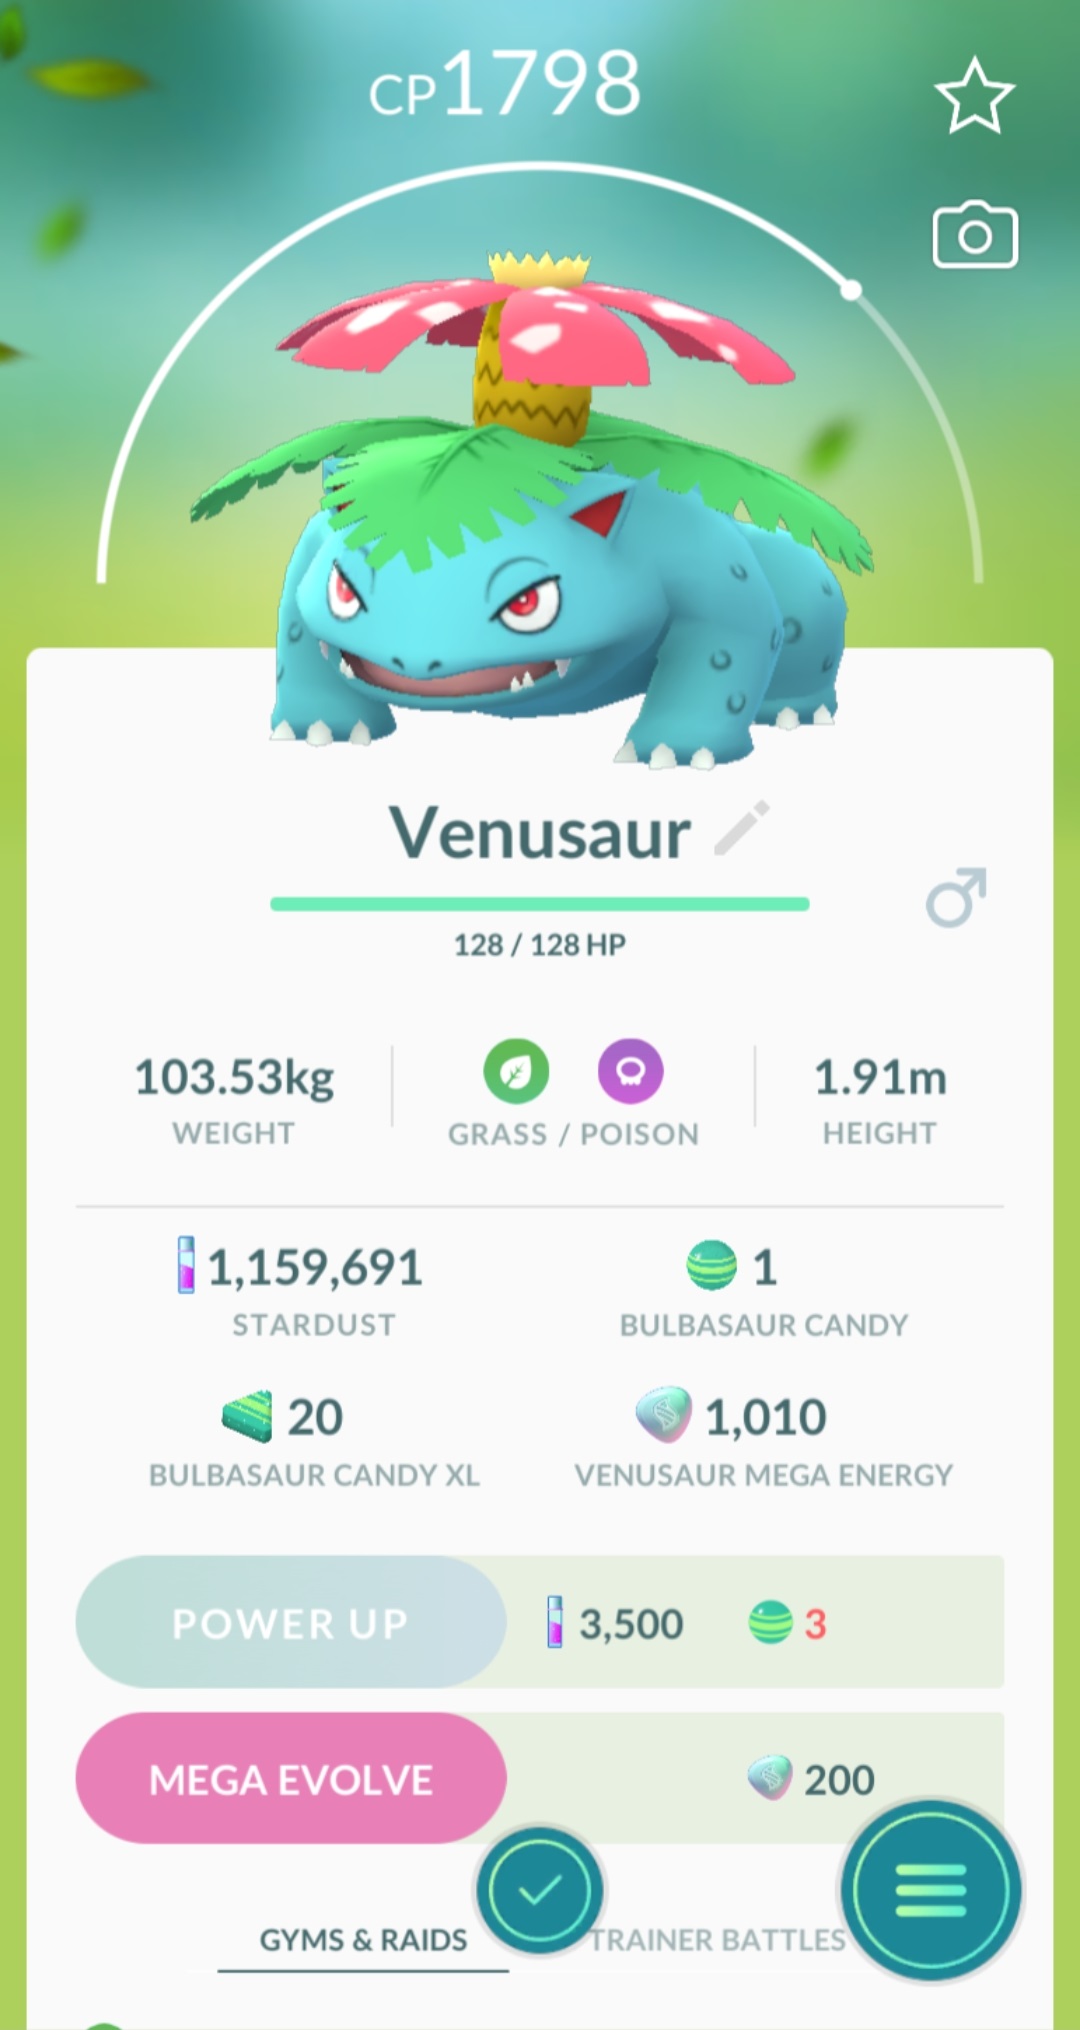 CP1798
Venusaur
128 / 128 HP
103.53kg
WEIGHT
GRASS / POISON
1.91m
HEIGHT
1,159,691
STARDUST
1
BULBASAUR CANDY
20
BULBASAUR CANDY XL
1,010
VENUSAUR MEGA ENERGY
POWER UP 3,500 3
MEGA EVOLVE 200
GYMS & RAIDS TRAINER BATTLES